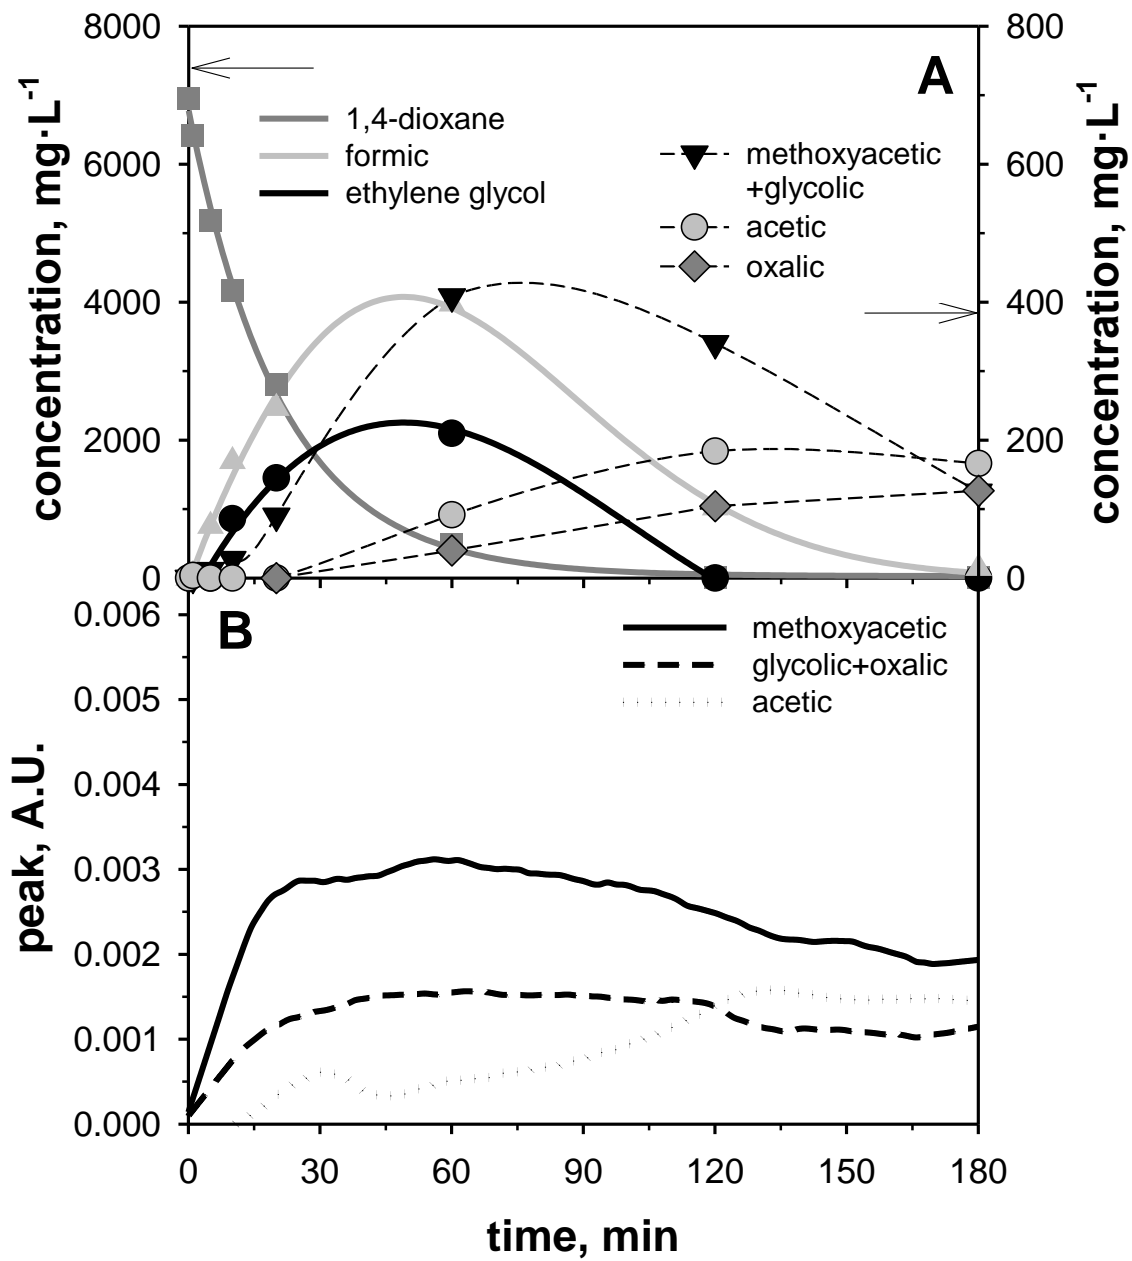 8000
800
A
1,4-dioxane
formic
ethylene glycol
methoxyacetic
+glycolic
acetic
oxalic
6000
600
4000
400
2000
200
0
0
concentration, mg·L-1
concentration, mg·L-1
B
methoxyacetic
glycolic+oxalic
acetic
0.006
0.005
0.004
0.003
0.002
0.001
0.000
peak, A.U.
0 30 60 90 120 150 180
time, min